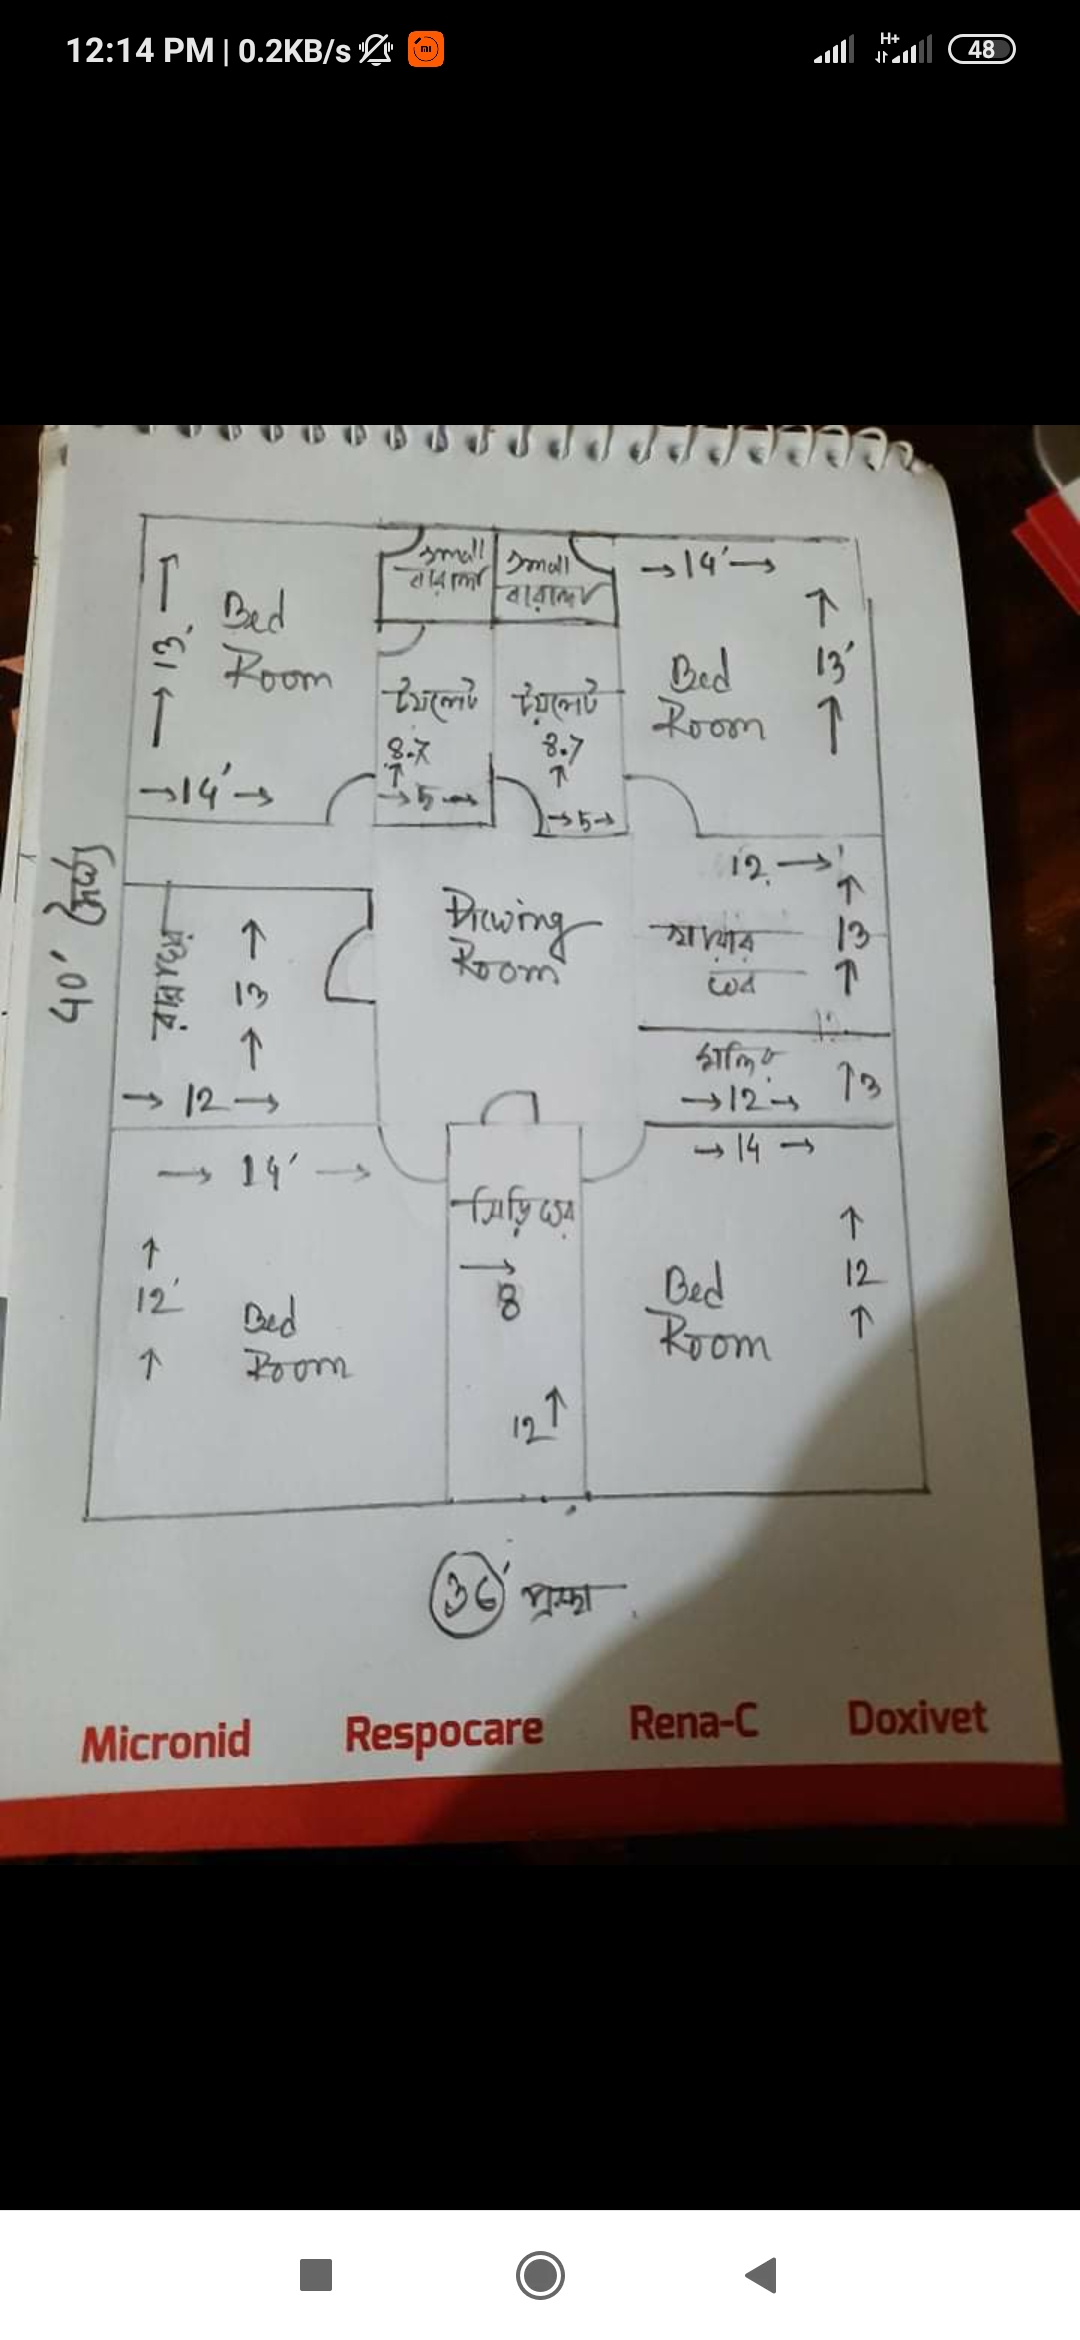 12:14 PM | 0.2KB/s
H+
48
small
বারান্দা
small
বারান্দা
→14'→
13'
Bed
Room
Bed
Room
13'
টয়লেট
8.7
→5→
টয়লেট
8.7
→5→
→14'→
40' দৈর্ঘ্য
রান্নাঘর
13
→ 12 →
Drawing
Room
12 →
খাবার
ঘর
13
→12→
3
→ 14' →
→ 14 →
12'
Bed
Room
সিঁড়ি ঘর
→
8
12
Bed
Room
12
36' প্রস্থ
Micronid Respocare Rena-C Doxivet